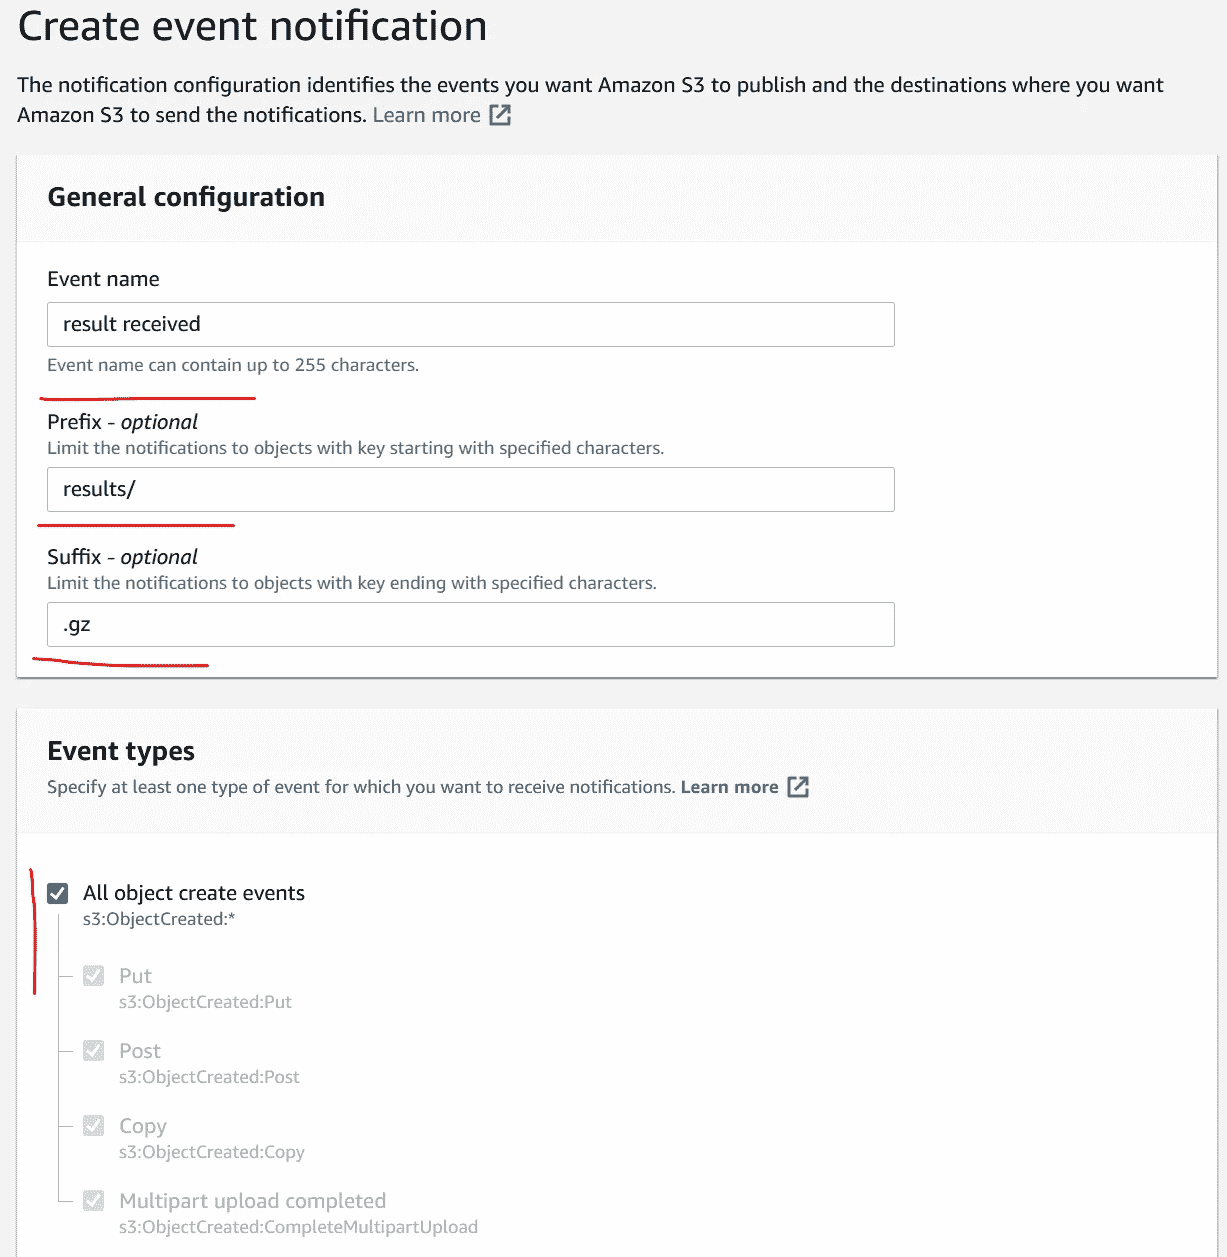 Create event notification
The notification configuration identifies the events you want Amazon S3 to publish and the destinations where you want
Amazon S3 to send the notifications. Learn more
General configuration
Event name
result received
Event name can contain up to 255 characters.
Prefix - optional
Limit the notifications to objects with key starting with specified characters.
results/
Suffix - optional
Limit the notifications to objects with key ending with specified characters.
.gz
Event types
Specify at least one type of event for which you want to receive notifications. Learn more
All object create events
s3:ObjectCreated:*
Put
s3:ObjectCreated:Put
Post
s3:ObjectCreated:Post
Copy
s3:ObjectCreated:Copy
Multipart upload completed
s3:ObjectCreated:CompleteMultipartUpload